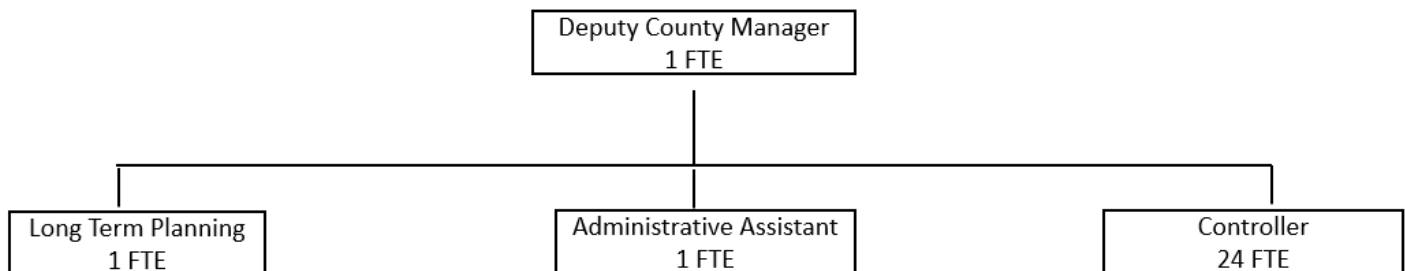 Deputy County Manager
1 FTE
Long Term Planning
1 FTE
Administrative Assistant
1 FTE
Controller
24 FTE